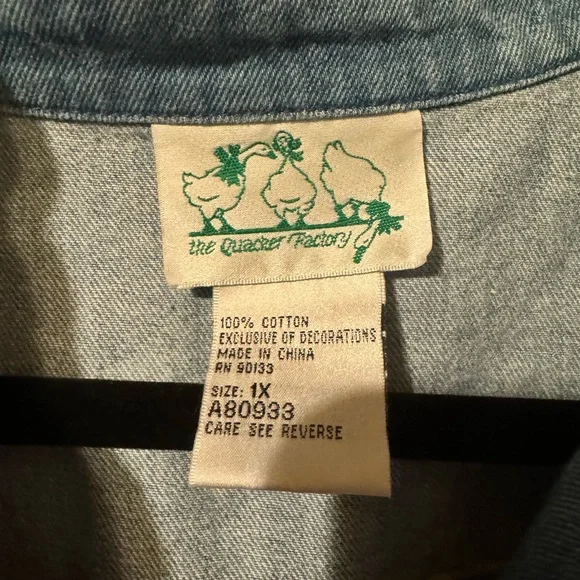 the Quacker Factory
100% COTTON
EXCLUSIVE OF DECORATIONS
MADE IN CHINA
RN 90133
SIZE: 1X
A80933
CARE SEE REVERSE